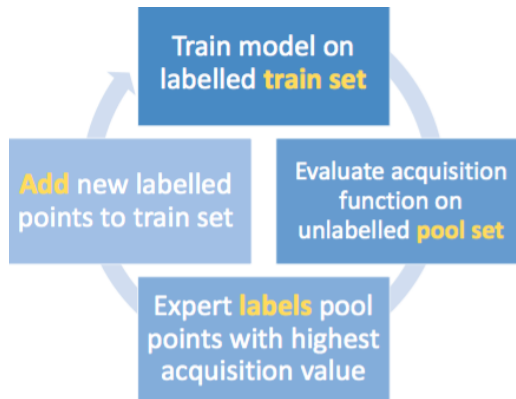 Train model on
labelled train set
Evaluate acquisition
function on
unlabelled pool set
Expert labels pool
points with highest
acquisition value
Add new labelled
points to train set